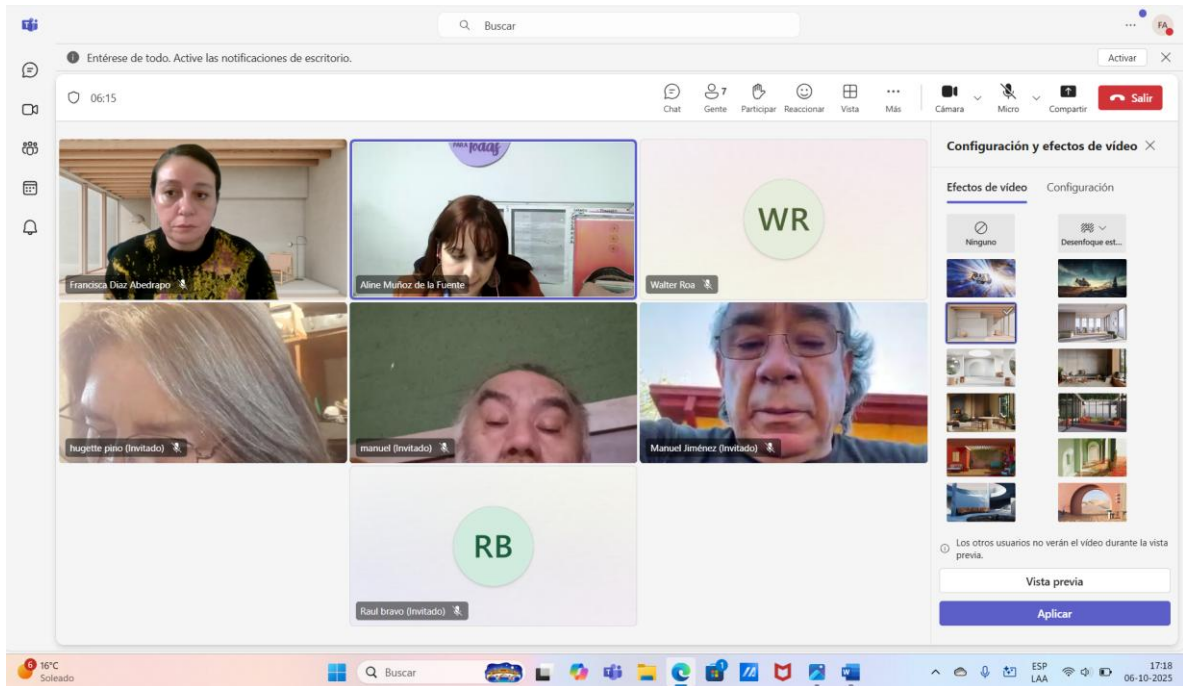 Buscar
FA
Entérese de todo. Active las notificaciones de escritorio.
Activar
06:15
Chat
7
Gente
Participar
Reaccionar
Vista
Más
Cámara
Micro
Compartir
Salir
PARA todas
Francisca Diaz Abedrapo
Aline Muñoz de la Fuente
WR
Walter Roa
hugette pino (Invitado)
manuel (Invitado)
Manuel Jiménez (Invitado)
RB
Raul bravo (Invitado)
Configuración y efectos de vídeo
Efectos de vídeo
Configuración
Ninguno
Desenfoque est...
Los otros usuarios no verán el vídeo durante la vista
previa.
Vista previa
Aplicar
6
16°C
Soleado
Buscar
1
ESP
LAA
17:18
06-10-2025